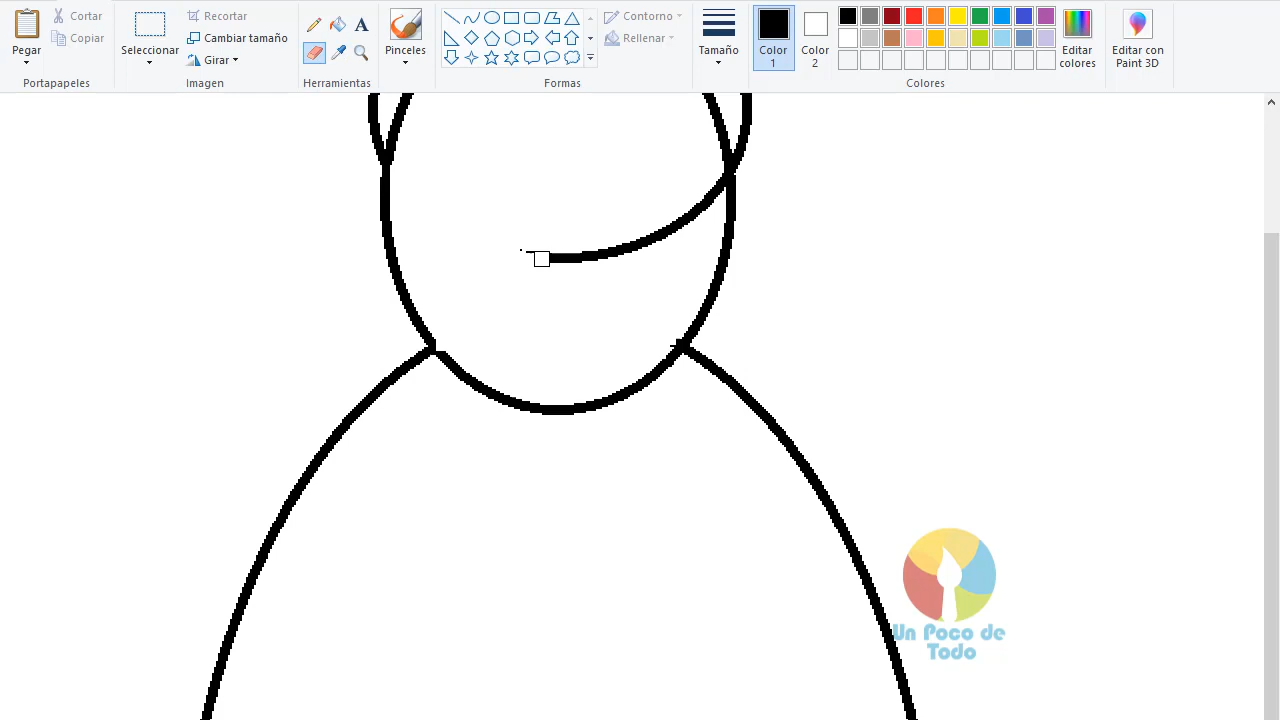 Pegar
Cortar
Copiar
Portapapeles
Seleccionar
Recortar
Cambiar tamaño
Girar
Imagen
Herramientas
Pinceles
Contorno
Rellenar
Formas
Tamaño
Color
1
Color
2
Editar
colores
Colores
Editar con
Paint 3D
Un Poco de
Todo